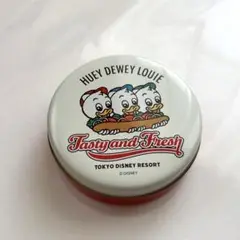 HUEY DEWEY LOUIE
Tasty and Fresh
TOKYO DISNEY RESORT
© DISNEY